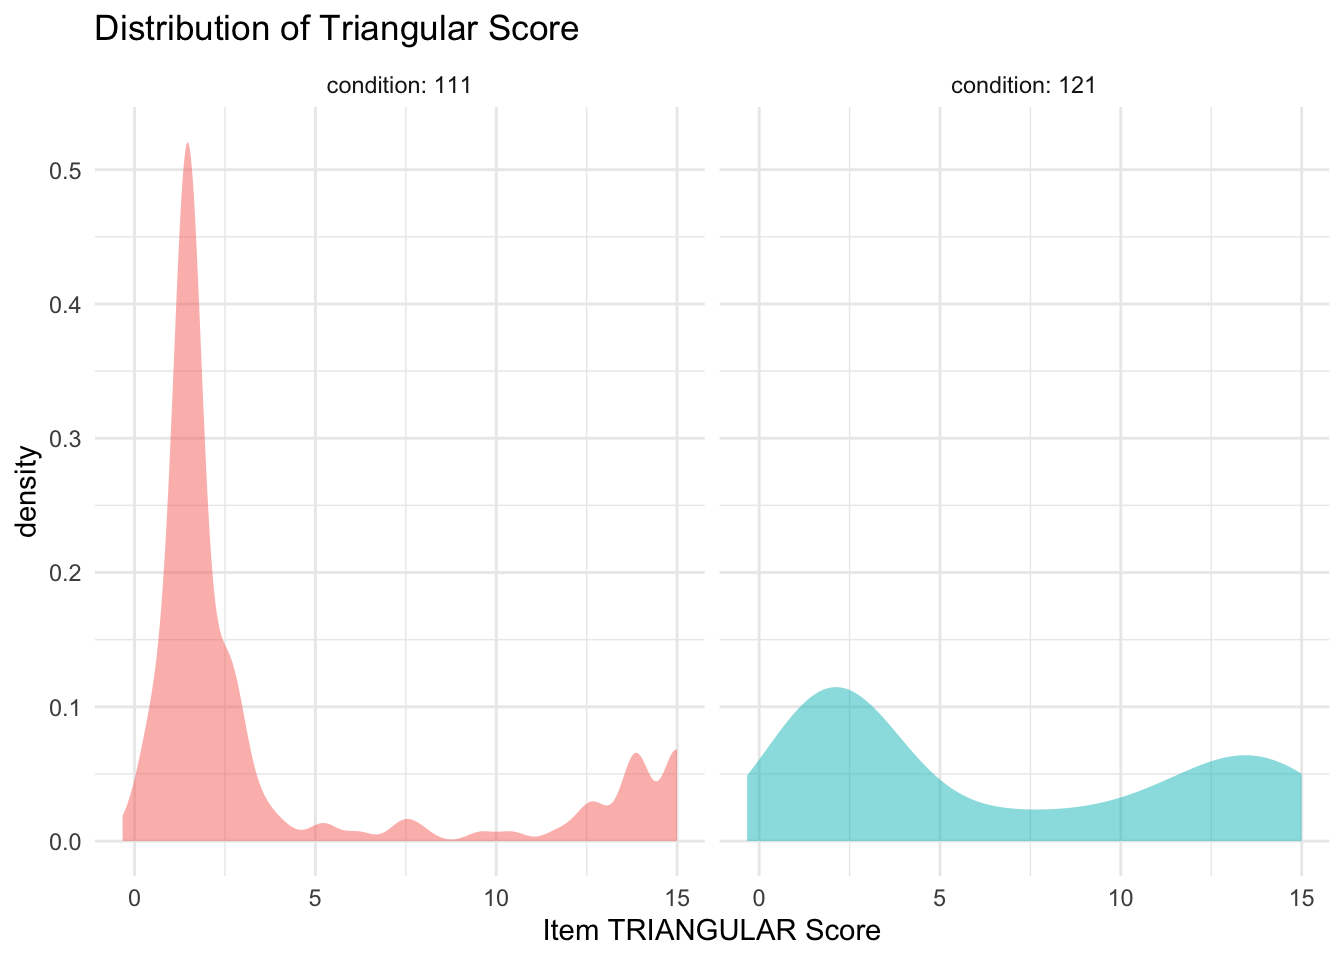 Distribution of Triangular Score
condition: 111
condition: 121
density
0.5
0.4
0.3
0.2
0.1
0.0
0 5 10 15
0 5 10 15
Item TRIANGULAR Score